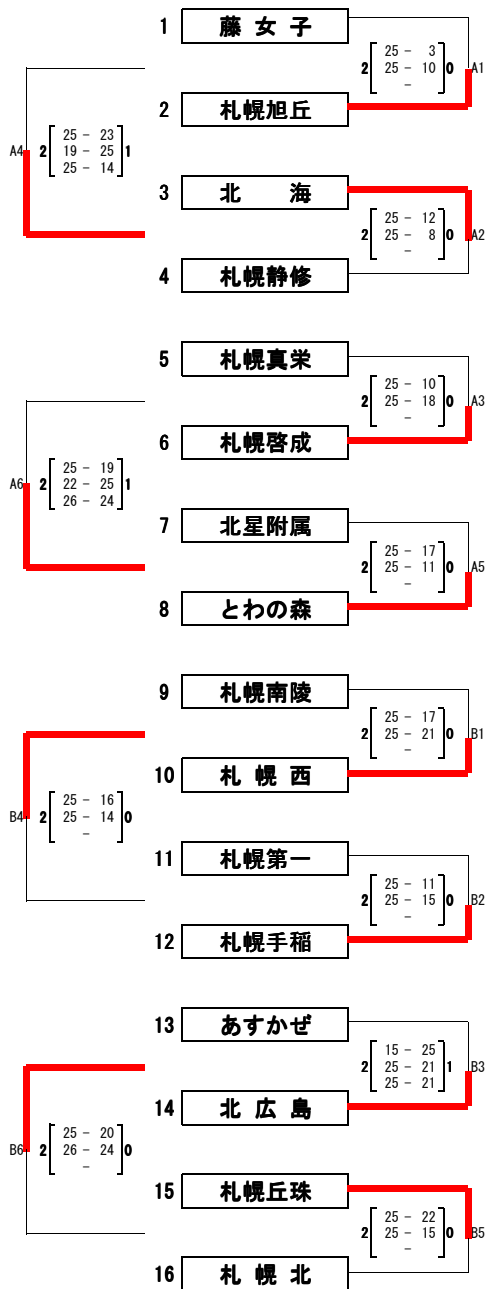 1 藤 女 子
25 - 3
2 25 - 10 0 A1
-
2 札幌旭丘
25 - 23
A4 2 19 - 25 1
25 - 14
3 北 海
25 - 12
2 25 - 8 0 A2
-
4 札幌静修
5 札幌真栄
25 - 10
2 25 - 18 0 A3
-
6 札幌啓成
25 - 19
A6 2 22 - 25 1
26 - 24
7 北星附属
25 - 17
2 25 - 11 0 A5
-
8 とわの森
9 札幌南陵
25 - 17
2 25 - 21 0 B1
-
10 札 幌 西
25 - 16
B4 2 25 - 14 0
-
11 札幌第一
25 - 11
2 25 - 15 0 B2
-
12 札幌手稲
13 あすかぜ
15 - 25
2 25 - 21 1 B3
25 - 21
14 北 広 島
25 - 20
B6 2 26 - 24 0
-
15 札幌丘珠
25 - 22
2 25 - 15 0 B5
-
16 札 幌 北